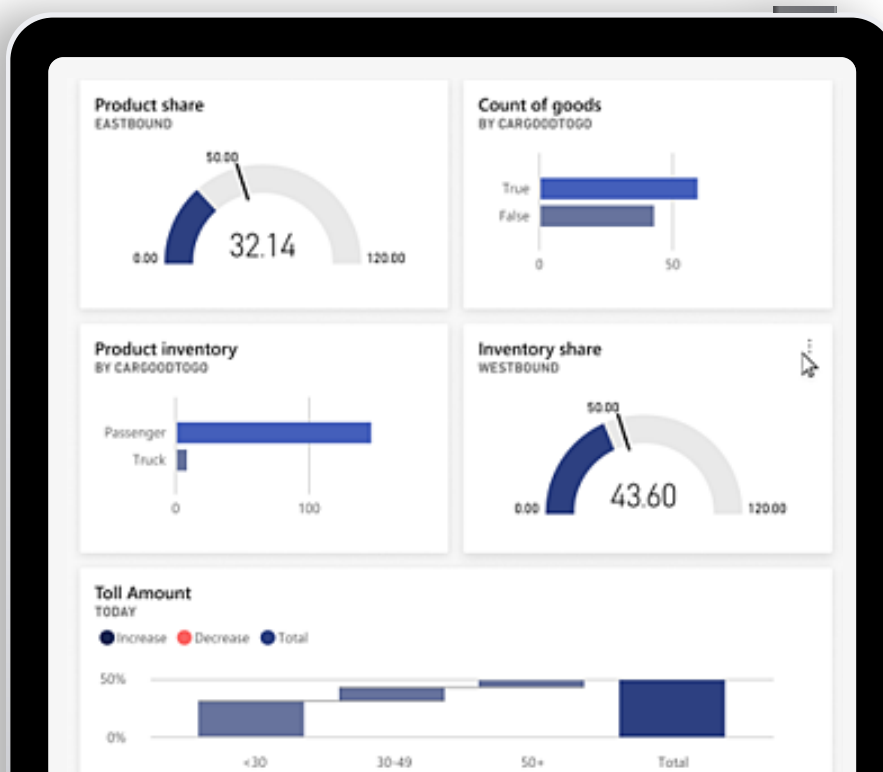 Product share
EASTBOUND
50.00
0.00
32.14
120.00
Count of goods
BY CARGOODTOGO
True
False
0
50
Product inventory
BY CARGOODTOGO
Passenger
Truck
0
100
Inventory share
WESTBOUND
50.00
0.00
43.60
120.00
Toll Amount
TODAY
Increase Decrease Total
50%
0%
<30 30-49 50+ Total